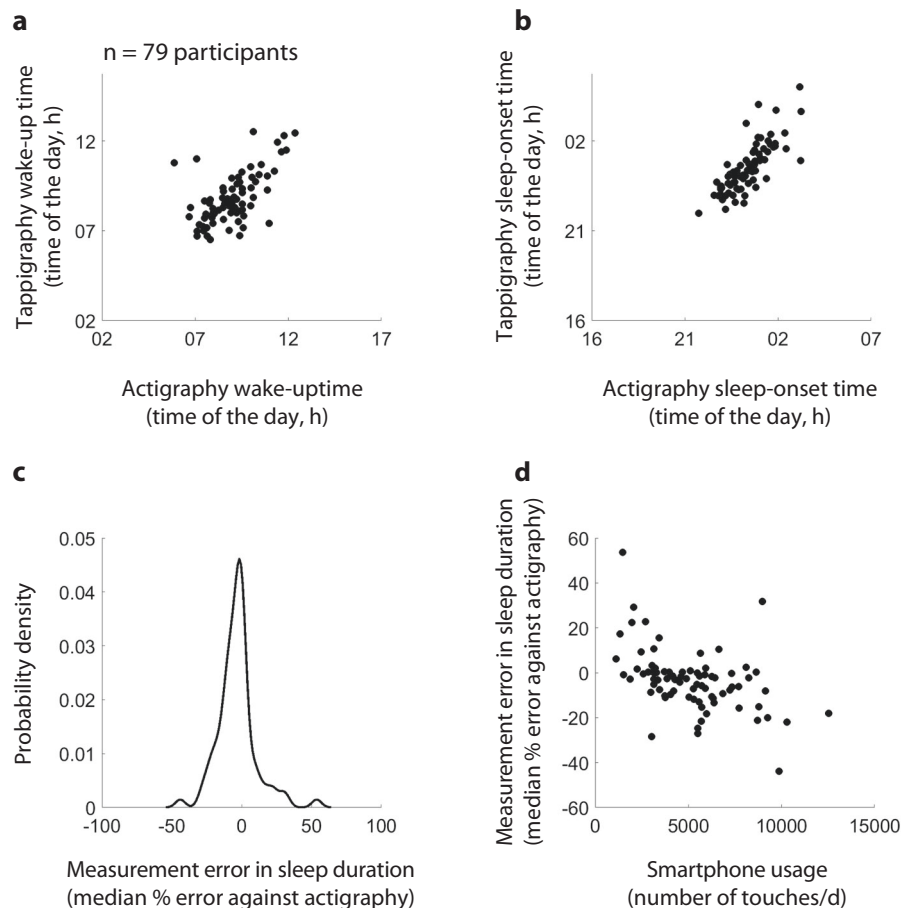 a
n = 79 participants
Tappigraphy wake-up time
(time of the day, h)
12
07
02
02 07 12 17
Actigraphy wake-uptime
(time of the day, h)
b
Tappigraphy sleep-onset time
(time of the day, h)
02
21
16
16 21 02 07
Actigraphy sleep-onset time
(time of the day, h)
c
Probability density
0.05
0.04
0.03
0.02
0.01
0
-100 -50 0 50 100
Measurement error in sleep duration
(median % error against actigraphy)
d
Measurement error in sleep duration
(median % error against actigraphy)
60
40
20
0
-20
-40
-60
0 5000 10000 15000
Smartphone usage
(number of touches/d)